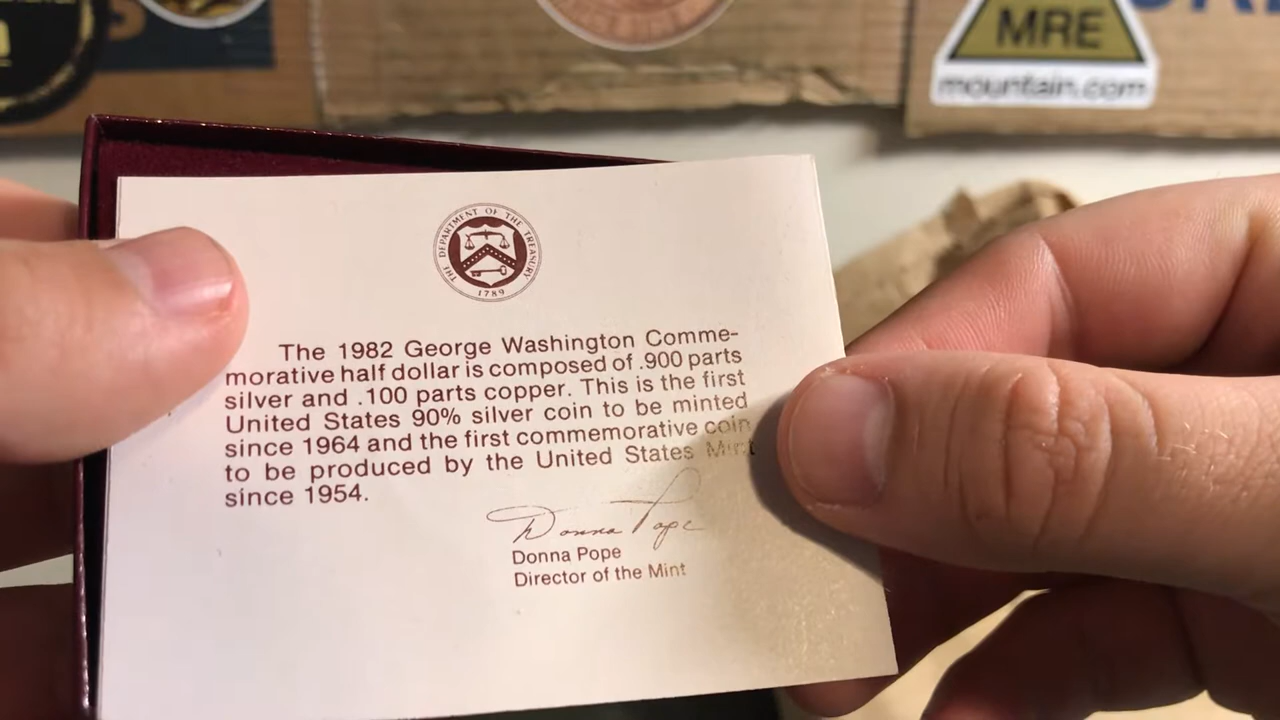 MRE
mountain.com
THE DEPARTMENT OF THE TREASURY
1789
The 1982 George Washington Comme-
morative half dollar is composed of .900 parts
silver and .100 parts copper. This is the first
United States 90% silver coin to be minted
since 1964 and the first commemorative coin
to be produced by the United States Mint
since 1954.
Donna Pope
Donna Pope
Director of the Mint